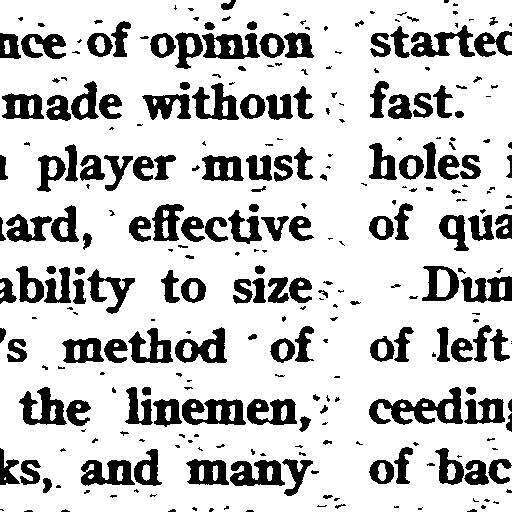 nce of opinion
made without
player must
ard, effective
ability to size
's method of
the linemen,
ks, and many
started
fast.
holes
of qua
Dun
of left
ceeding
of bac